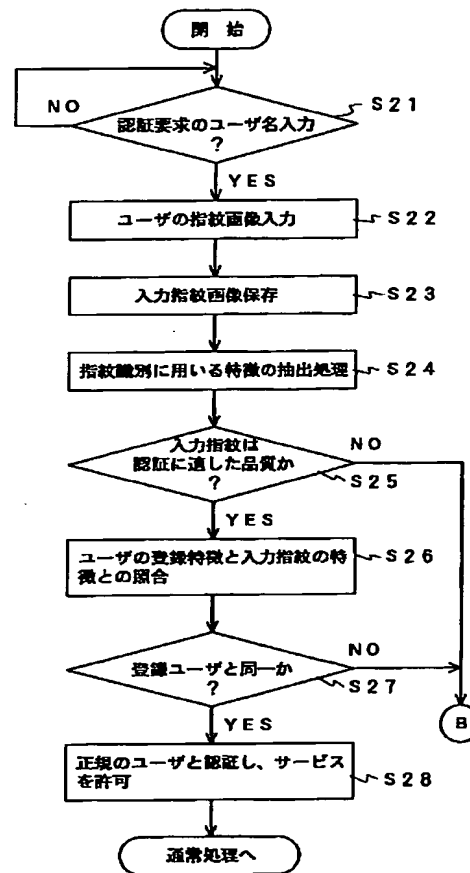 開 始
NO
認証要求のユーザ名入力
?
S21
YES
ユーザの指紋画像入力
S22
入力指紋画像保存
S23
指紋識別に用いる特徴の抽出処理
S24
入力指紋は
認証に適した品質か
?
NO
S25
YES
ユーザの登録特徴と入力指紋の特
徴との照合
S26
登録ユーザと同一か
?
NO
S27
B
YES
正規のユーザと認証し、サービス
を許可
S28
通常処理へ